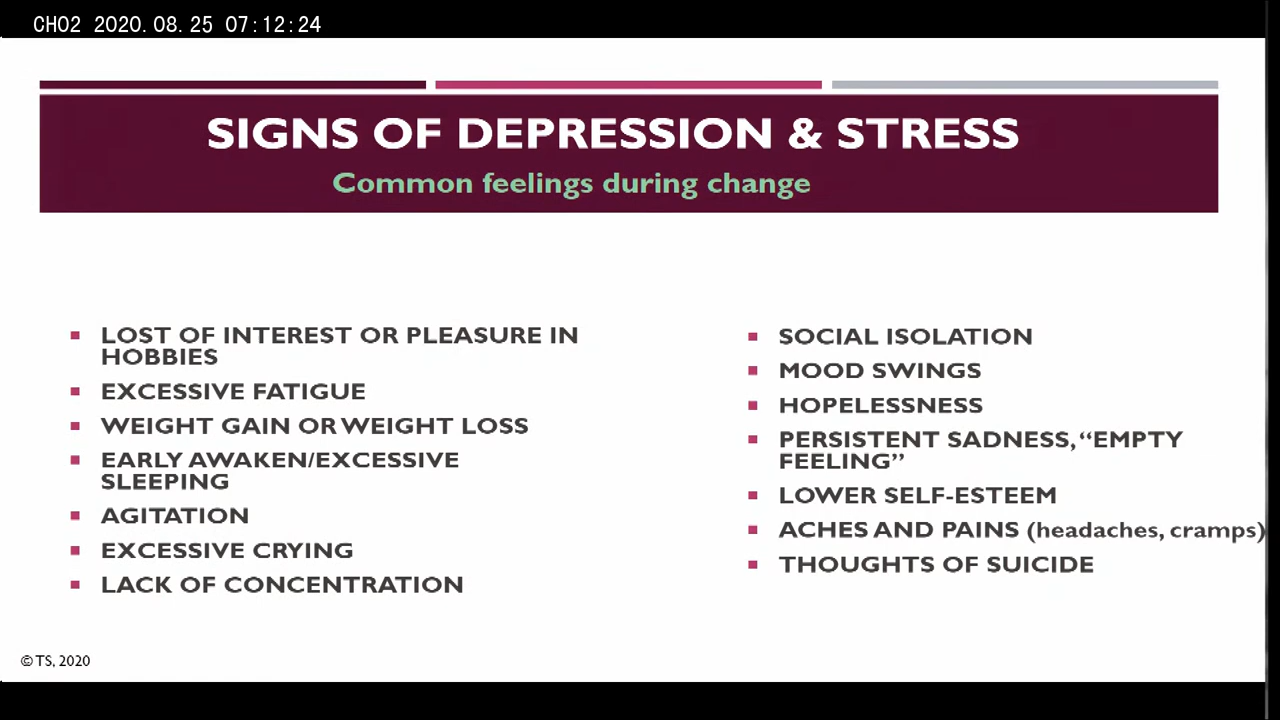 CH02 2020.08.25 07:12:24
SIGNS OF DEPRESSION & STRESS
Common feelings during change
LOST OF INTEREST OR PLEASURE IN
HOBBIES
EXCESSIVE FATIGUE
WEIGHT GAIN OR WEIGHT LOSS
EARLY AWAKEN/EXCESSIVE
SLEEPING
AGITATION
EXCESSIVE CRYING
LACK OF CONCENTRATION
SOCIAL ISOLATION
MOOD SWINGS
HOPELESSNESS
PERSISTENT SADNESS, “EMPTY
FEELING”
LOWER SELF-ESTEEM
ACHES AND PAINS (headaches, cramps)
THOUGHTS OF SUICIDE
© TS, 2020